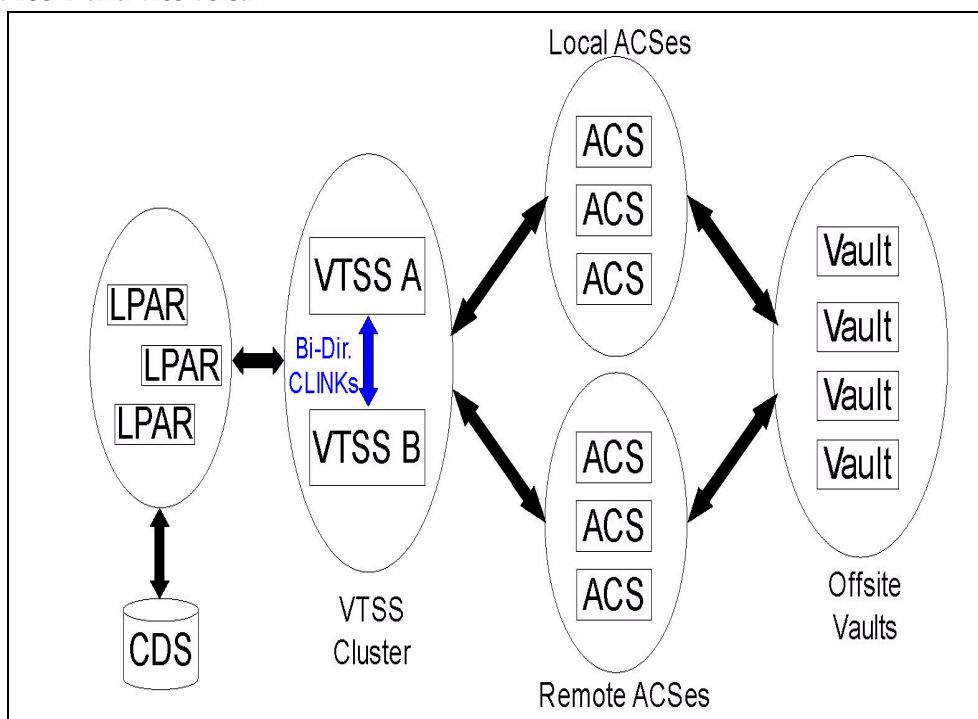 Local ACSes
ACS
ACS
ACS
LPAR
LPAR
LPAR
CDS
VTSS A
Bi-Dir.
CLINKs
VTSS B
VTSS
Cluster
ACS
ACS
ACS
Remote ACSes
Vault
Vault
Vault
Vault
Offsite
Vaults